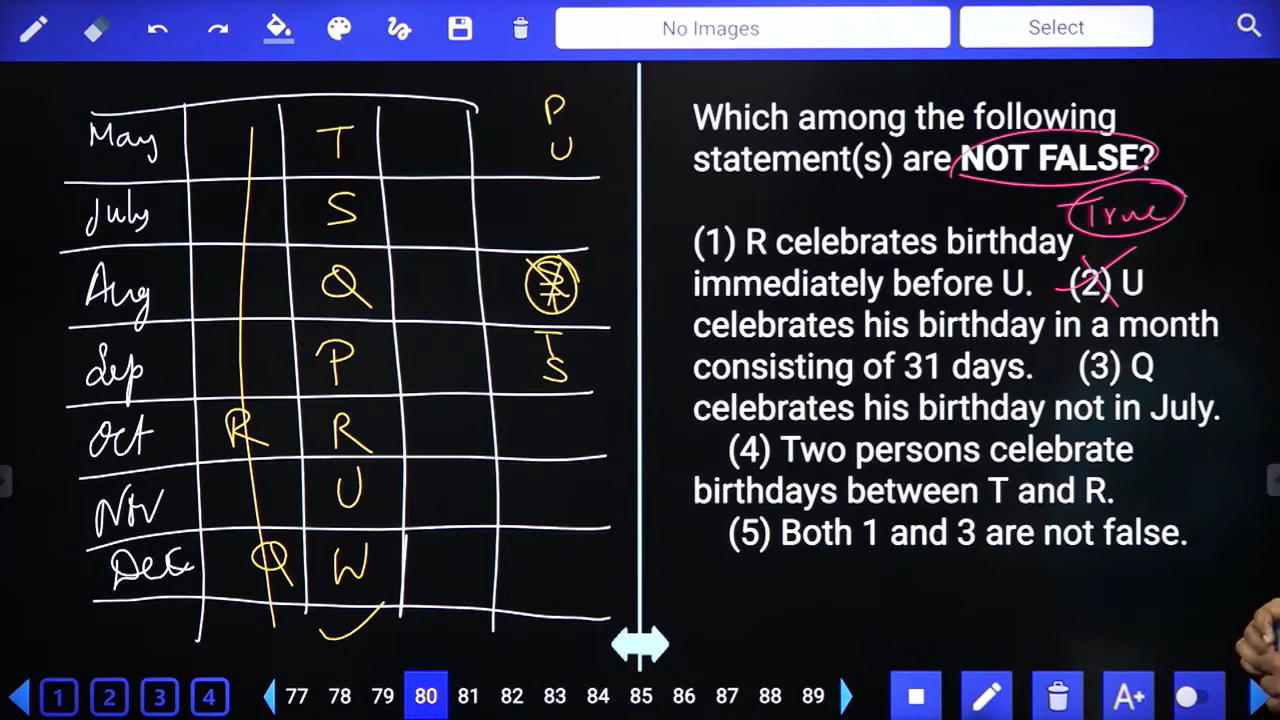 No Images
Select
May T P
U
July S
Aug Q
Sep P T
S
Oct R R
Nov U
Dec Q W
Which among the following
statement(s) are NOT FALSE?
True
(1) R celebrates birthday
immediately before U. (2) U
celebrates his birthday in a month
consisting of 31 days. (3) Q
celebrates his birthday not in July.
(4) Two persons celebrate
birthdays between T and R.
(5) Both 1 and 3 are not false.
1 2 3 4 77 78 79 80 81 82 83 84 85 86 87 88 89 A+